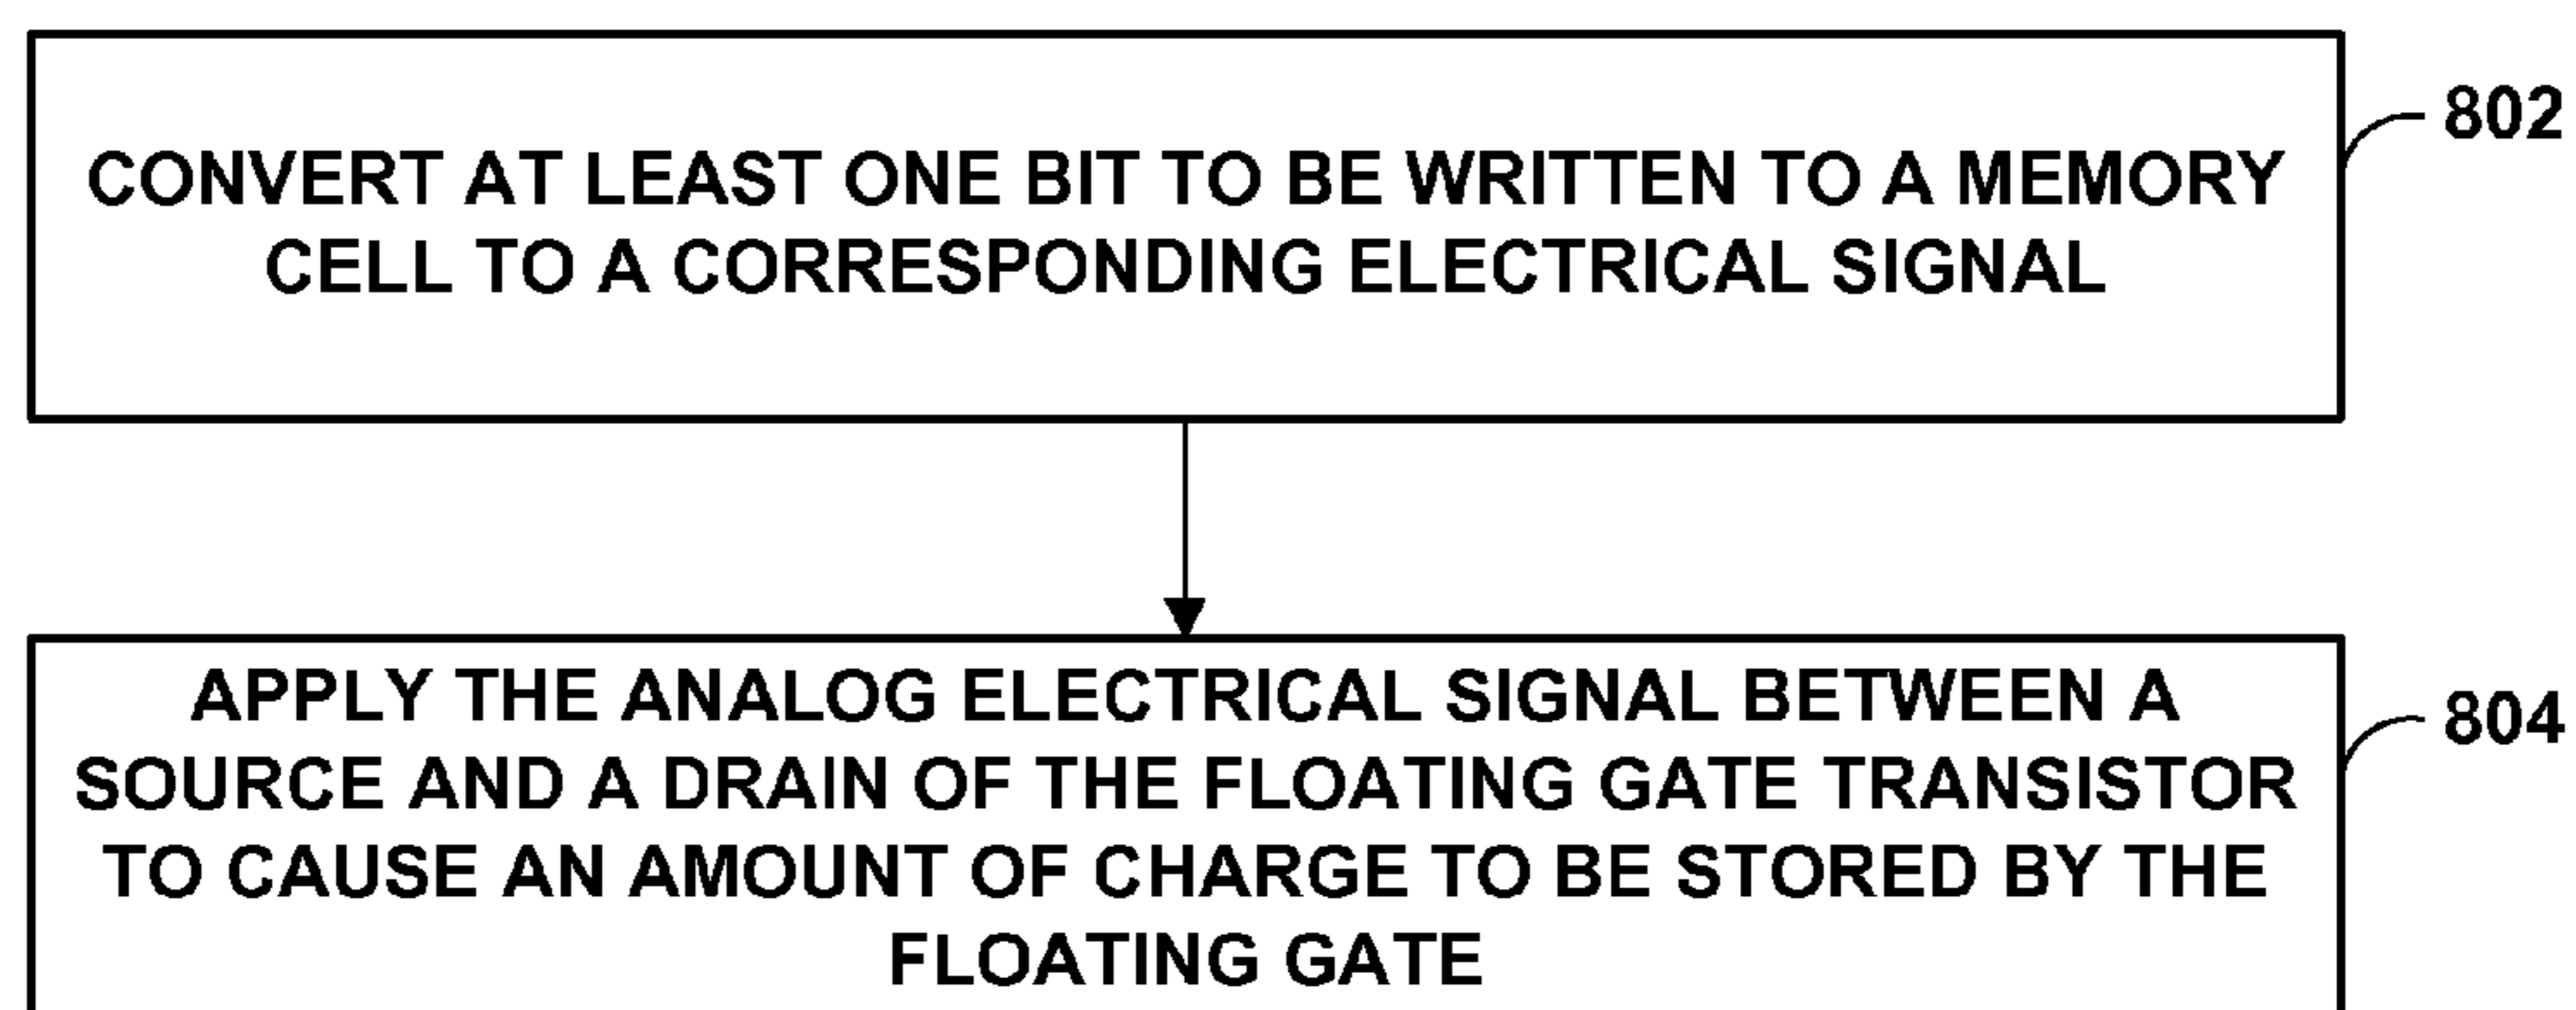 CONVERT AT LEAST ONE BIT TO BE WRITTEN TO A MEMORY
CELL TO A CORRESPONDING ELECTRICAL SIGNAL
802
APPLY THE ANALOG ELECTRICAL SIGNAL BETWEEN A
SOURCE AND A DRAIN OF THE FLOATING GATE TRANSISTOR
TO CAUSE AN AMOUNT OF CHARGE TO BE STORED BY THE
FLOATING GATE
804